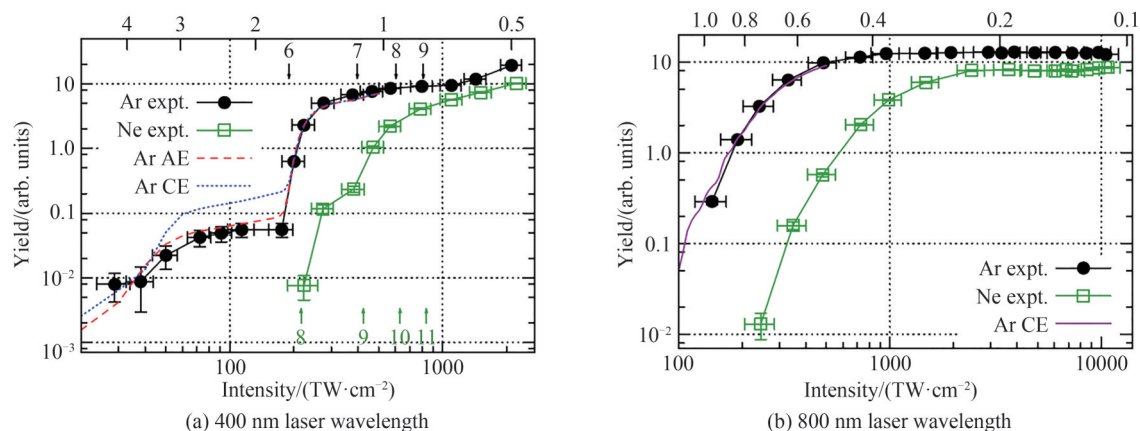 4 3 2 1 0.5
6 7 8 9
10
1.0
0.1
10⁻²
10⁻³
Yield/(arb. units)
Ar expt.
Ne expt.
Ar AE
Ar CE
8 9 10 11
100 1000
Intensity/(TW·cm⁻²)
(a) 400 nm laser wavelength
1.0 0.8 0.6 0.4 0.2 0.1
10
1.0
0.1
10⁻²
Yield/(arb. units)
Ar expt.
Ne expt.
Ar CE
100 1000 10000
Intensity/(TW·cm⁻²)
(b) 800 nm laser wavelength